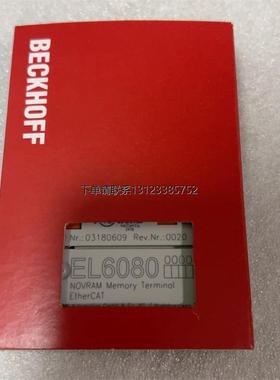 BECKHOFF
下单请联系13123385752
Nr.: 03180609 Rev.Nr.:0020
EL6080
NOVRAM Memory Terminal
EtherCAT